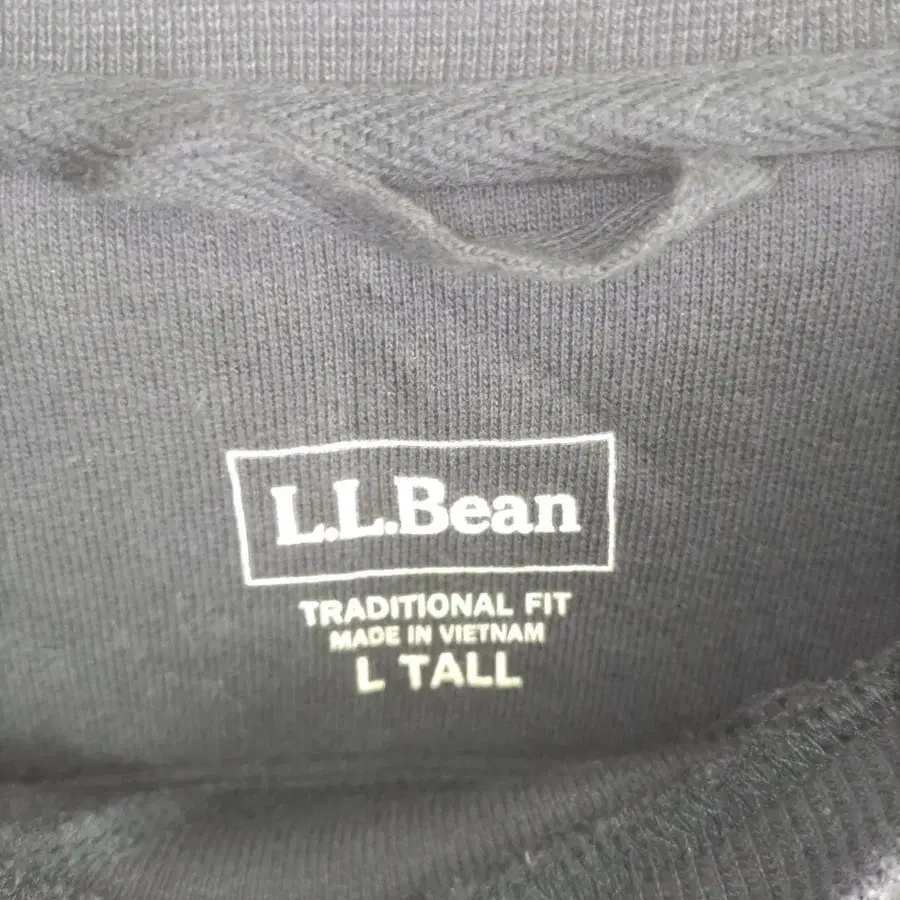 L.L.Bean
TRADITIONAL FIT
MADE IN VIETNAM
L TALL